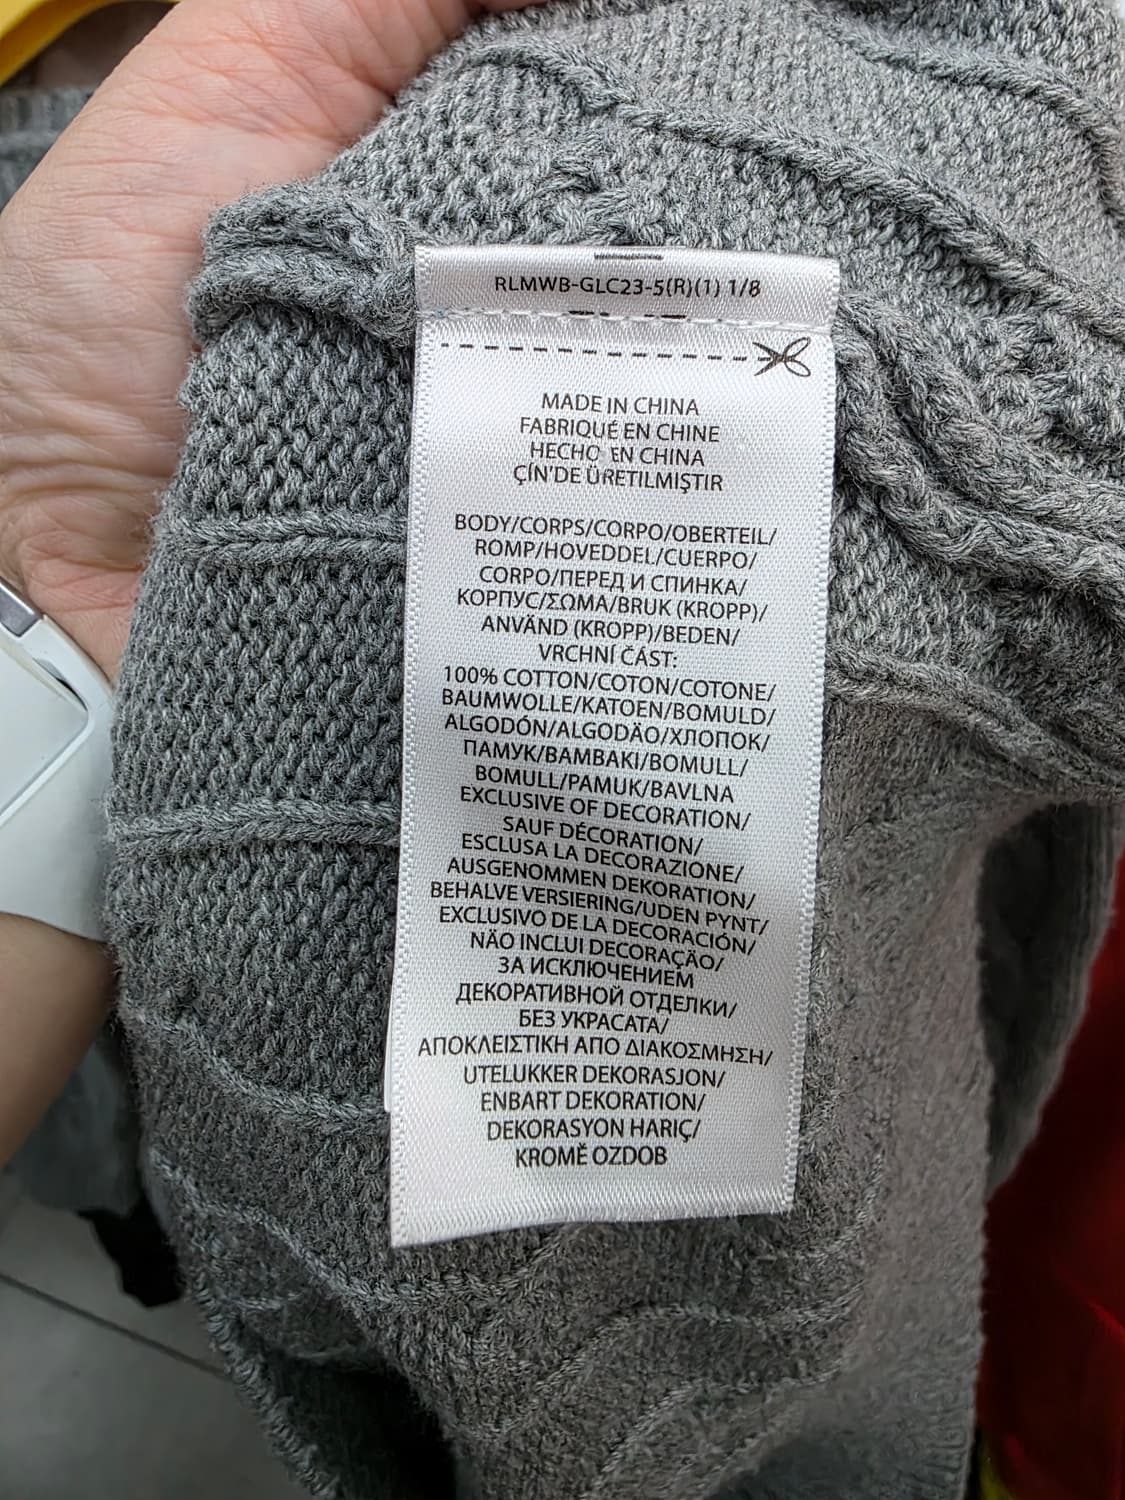 RLMWB-GLC23-5(R)(1) 1/8
MADE IN CHINA
FABRIQUÉ EN CHINE
HECHO EN CHINA
ÇİN'DE ÜRETILMIŞTIR
BODY/CORPS/CORPO/OBERTEIL/
ROMP/HOVEDDEL/CUERPO/
CORPO/ПЕРЕД И СПИНКА/
КОРПУС/ΣΩΜΑ/BRUK (KROPP)/
ANVÄND (KROPP)/BEDEN/
VRCHNÍ ČÁST:
100% COTTON/COTON/COTONE/
BAUMWOLLE/KATOEN/BOMULD/
ALGODÓN/ALGODÃO/ХЛОПОК/
ПАМУК/BAMBAKI/BOMULL/
BOMULL/PAMUK/BAVLNA
EXCLUSIVE OF DECORATION/
SAUF DÉCORATION/
ESCLUSA LA DECORAZIONE/
AUSGENOMMEN DEKORATION/
BEHALVE VERSIERING/UDEN PYNT/
EXCLUSIVO DE LA DECORACIÓN/
NÃO INCLUI DECORAÇÃO/
ЗА ИСКЛЮЧЕНИЕМ
ДЕКОРАТИВНОЙ ОТДЕЛКИ/
БЕЗ УКРАСАТА/
ΑΠΟΚΛΕΙΣΤΙΚΗ ΑΠΟ ΔΙΑΚΟΣΜΗΣΗ/
UTELUKKER DEKORASJON/
ENBART DEKORATION/
DEKORASYON HARIÇ/
KROMĚ OZDOB